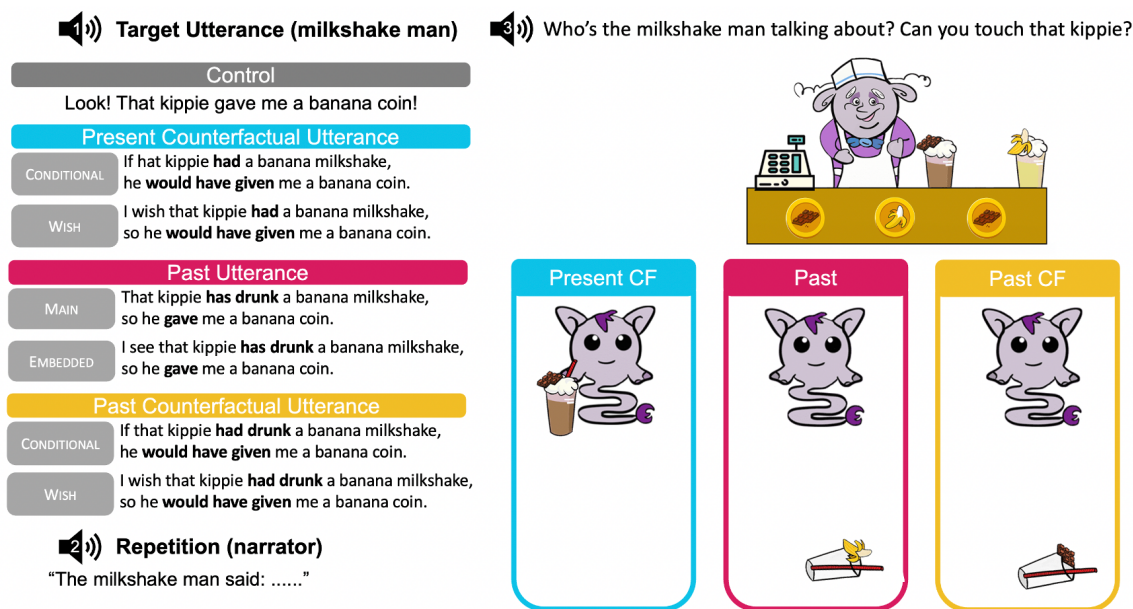 1 Target Utterance (milkshake man)
Control
Look! That kippie gave me a banana coin!
Present Counterfactual Utterance
CONDITIONAL
If hat kippie had a banana milkshake,
he would have given me a banana coin.
WISH
I wish that kippie had a banana milkshake,
so he would have given me a banana coin.
Past Utterance
MAIN
That kippie has drunk a banana milkshake,
so he gave me a banana coin.
EMBEDDED
I see that kippie has drunk a banana milkshake,
so he gave me a banana coin.
Past Counterfactual Utterance
CONDITIONAL
If that kippie had drunk a banana milkshake,
he would have given me a banana coin.
WISH
I wish that kippie had drunk a banana milkshake,
so he would have given me a banana coin.
2 Repetition (narrator)
“The milkshake man said: ......”
3 Who’s the milkshake man talking about? Can you touch that kippie?
Present CF
Past
Past CF